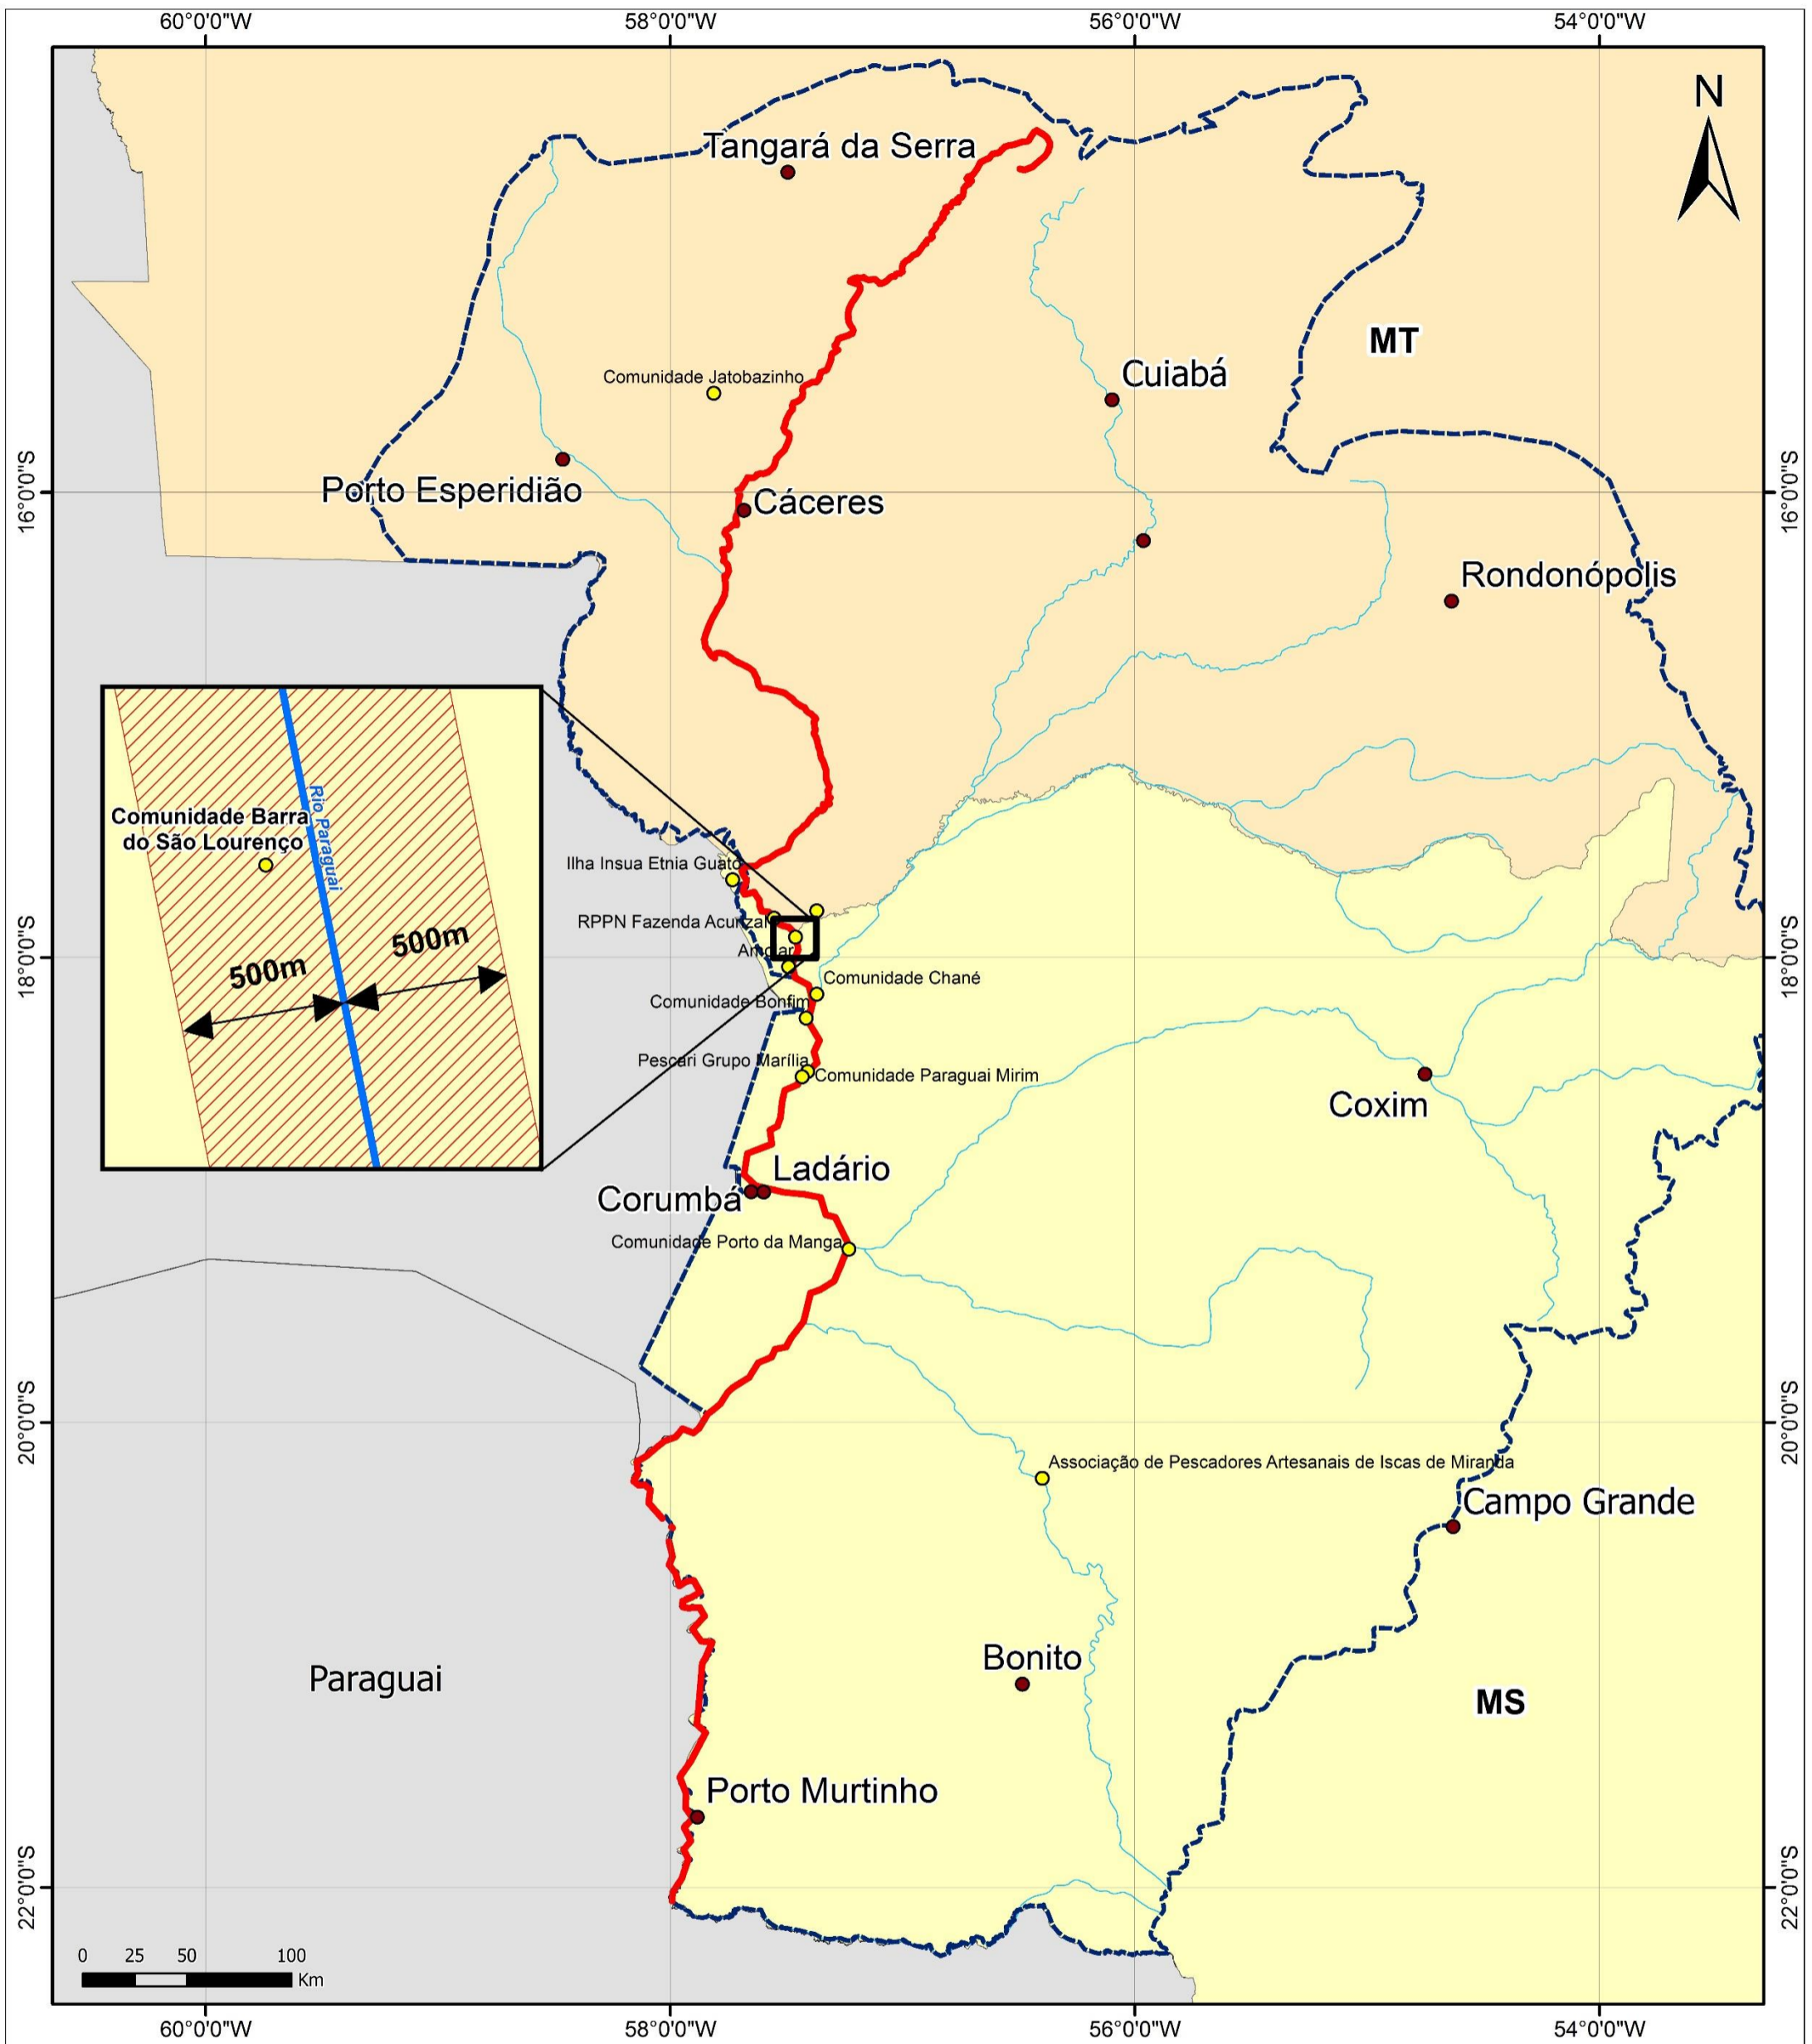 60°0'0"W
58°0'0"W
56°0'0"W
54°0'0"W
N
Tangará da Serra
MT
Cuiabá
Comunidade Jatobazinho
16°0'0"S
16°0'0"S
Porto Esperidião
Cáceres
Rondonópolis
Comunidade Barra
do São Lourenço
Rio Paraguai
500m
500m
Ilha Insua Etnia Guató
RPPN Fazenda Acurizal
Amolar
18°0'0"S
18°0'0"S
Comunidade Chané
Comunidade Bonfim
Pescari Grupo Marília
Comunidade Paraguai Mirim
Coxim
Ladário
Corumbá
Comunidade Porto da Manga
20°0'0"S
20°0'0"S
Associação de Pescadores Artesanais de Iscas de Miranda
Campo Grande
Bonito
Paraguai
MS
Porto Murtinho
22°0'0"S
22°0'0"S
0 25 50 100
Km
60°0'0"W
58°0'0"W
56°0'0"W
54°0'0"W